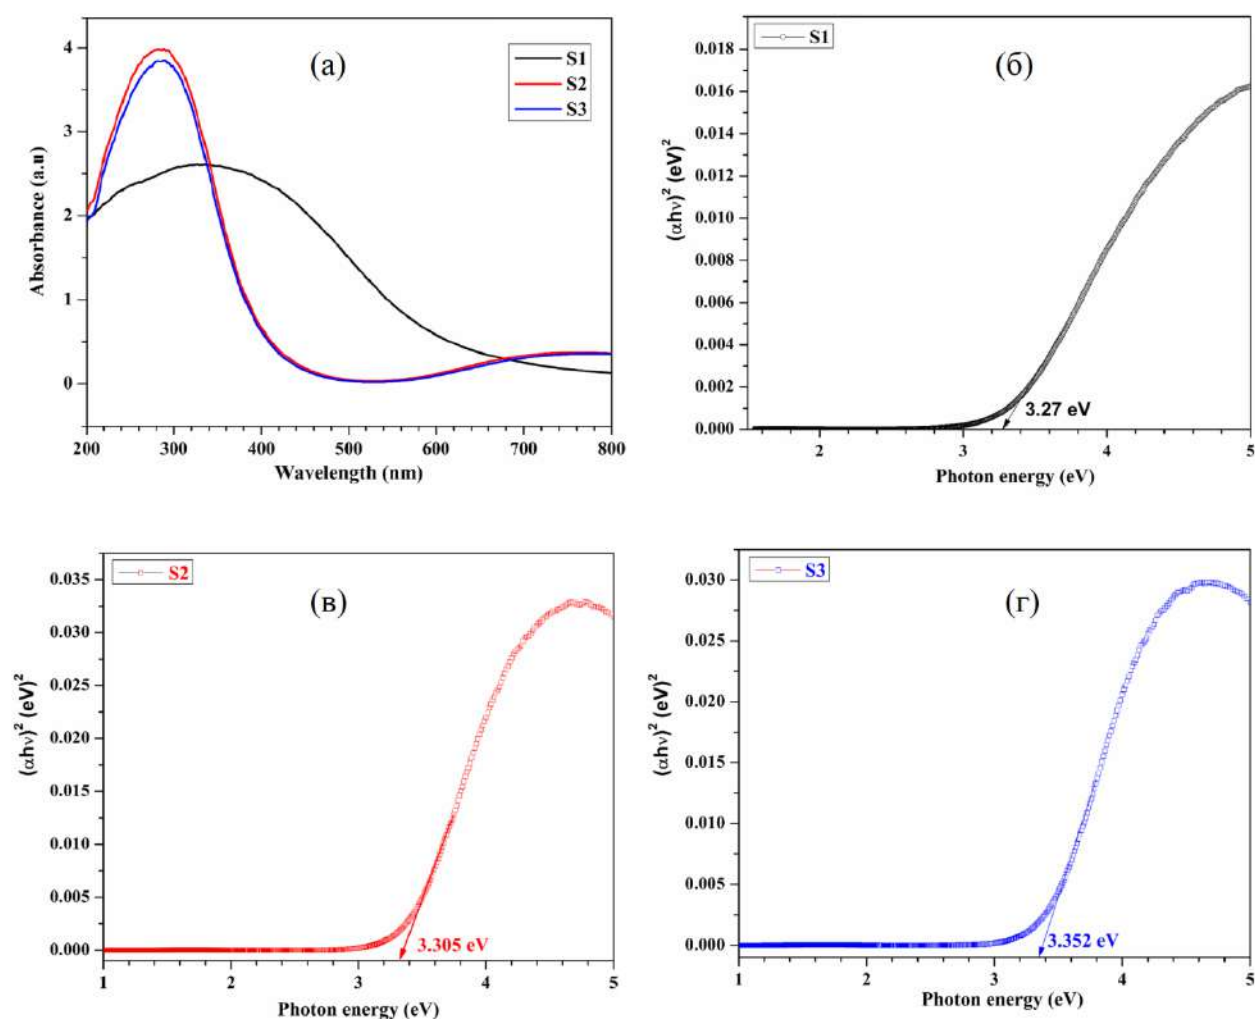 (а)
S1
S2
S3
4
3
2
1
0
Absorbance (a.u)
200 300 400 500 600 700 800
Wavelength (nm)
S1
(б)
0.018
0.016
0.014
0.012
0.010
0.008
0.006
0.004
0.002
0.000
(αhν)² (eV)²
3.27 eV
2 3 4 5
Photon energy (eV)
S2
(в)
0.035
0.030
0.025
0.020
0.015
0.010
0.005
0.000
(αhν)² (eV)²
3.305 eV
1 2 3 4 5
Photon energy (eV)
S3
(г)
0.030
0.025
0.020
0.015
0.010
0.005
0.000
(αhν)² (eV)²
3.352 eV
1 2 3 4 5
Photon energy (eV)